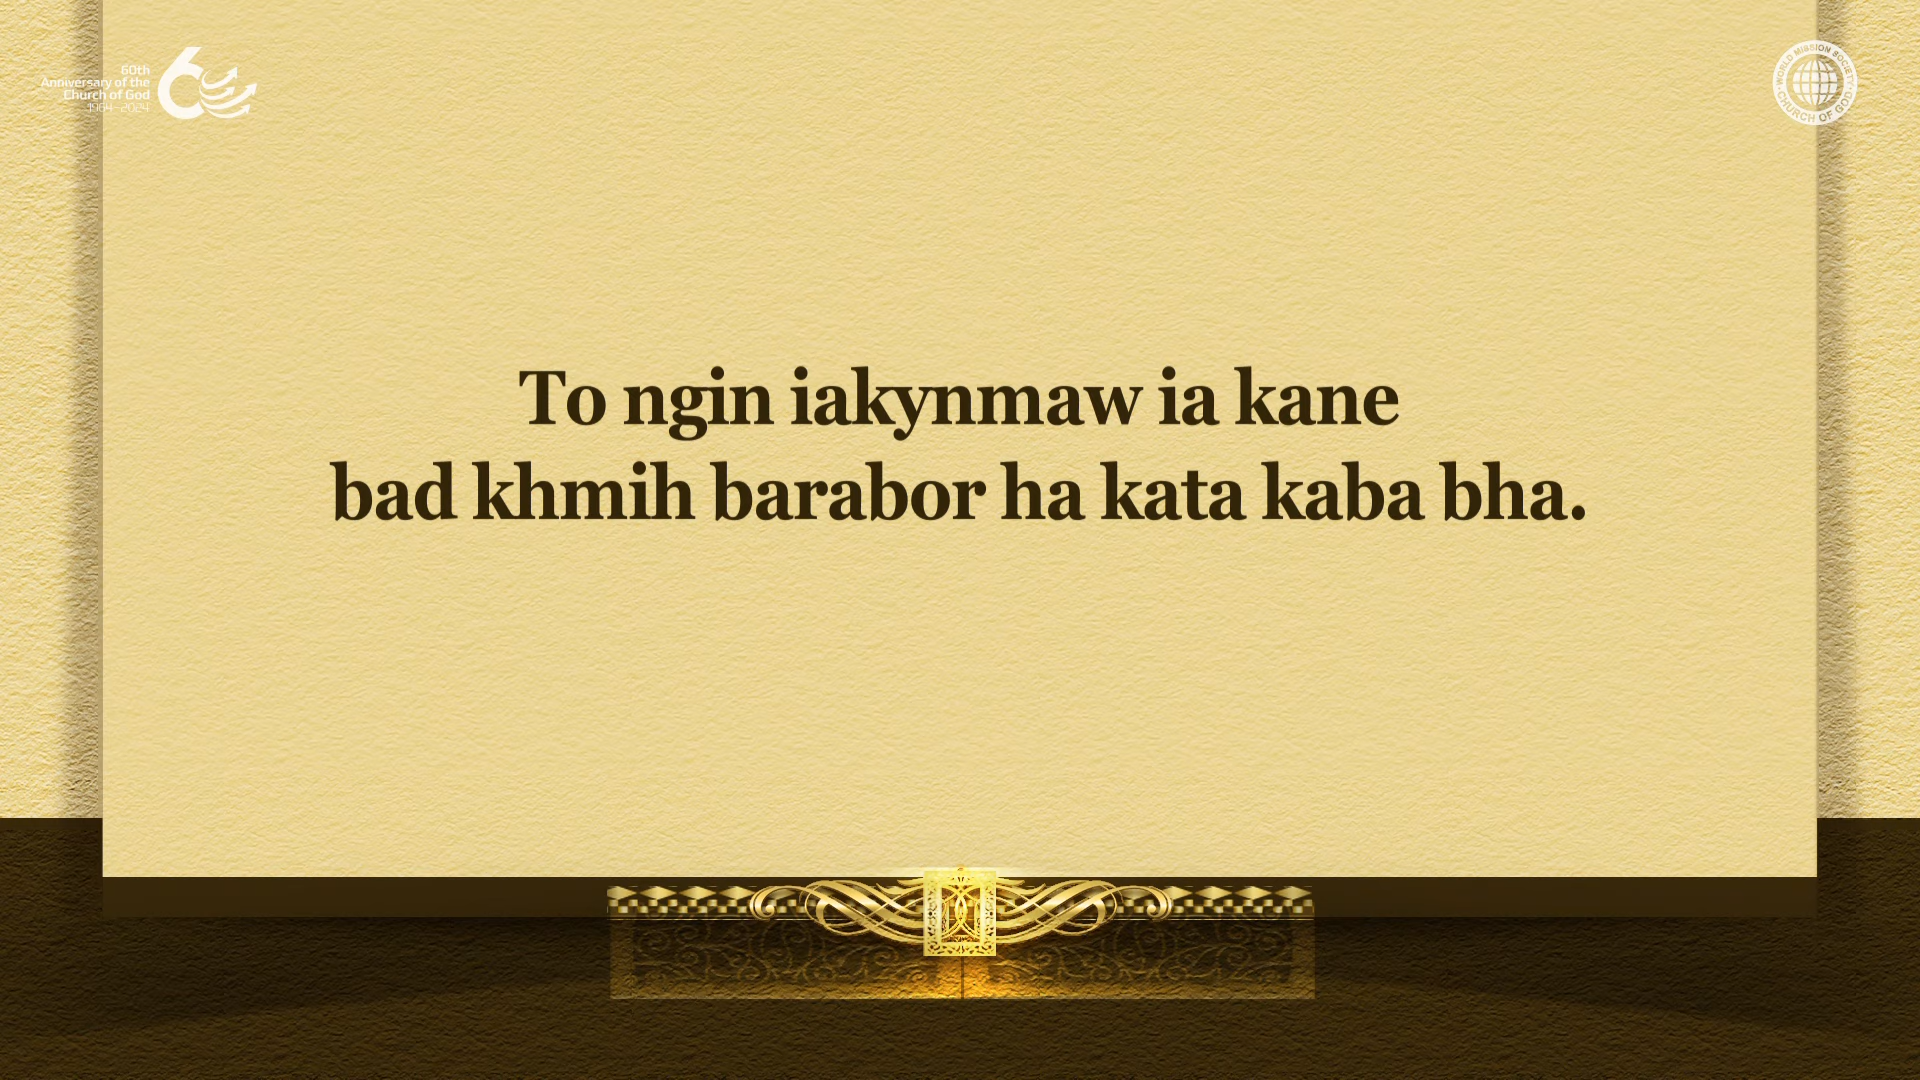 60th
Anniversary of the
Church of God
1964–2024
60
WORLD MISSION SOCIETY
CHURCH OF GOD
To ngin iakynmaw ia kane
bad khmih barabor ha kata kaba bha.